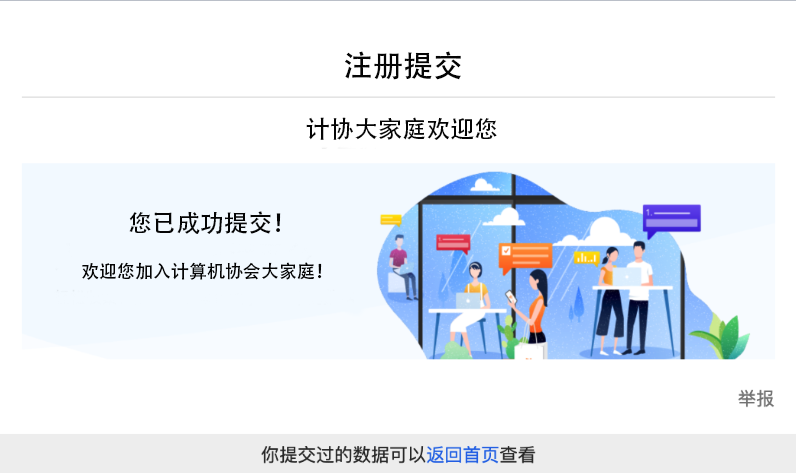 注册提交
计协大家庭欢迎您
您已成功提交！
欢迎您加入计算机协会大家庭！
1.
举报
你提交过的数据可以返回首页查看